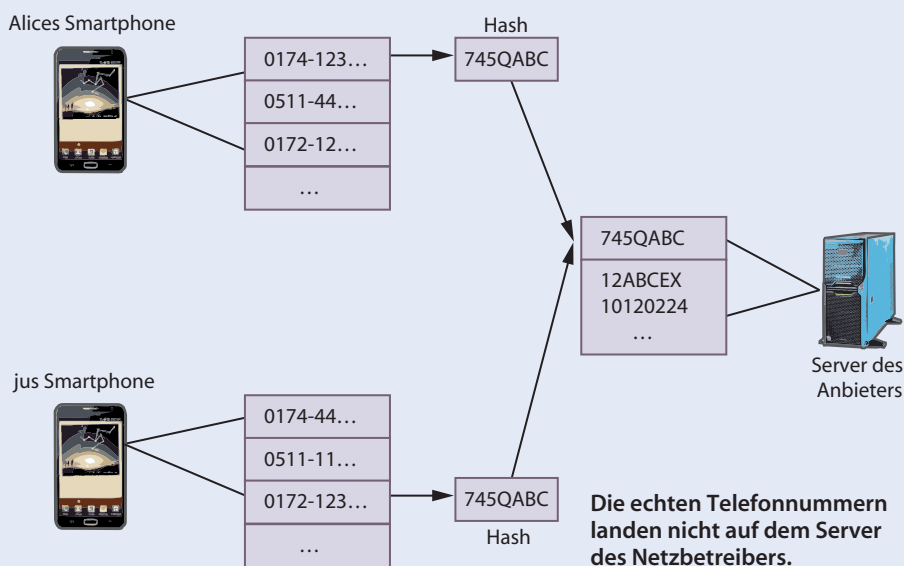 Alices Smartphone
0174-123…
0511-44…
0172-12…
…
Hash
745QABC
745QABC
12ABCEX
10120224
…
Server des
Anbieters
jus Smartphone
0174-44…
0511-11…
0172-123…
…
745QABC
Hash
Die echten Telefonnummern
landen nicht auf dem Server
des Netzbetreibers.